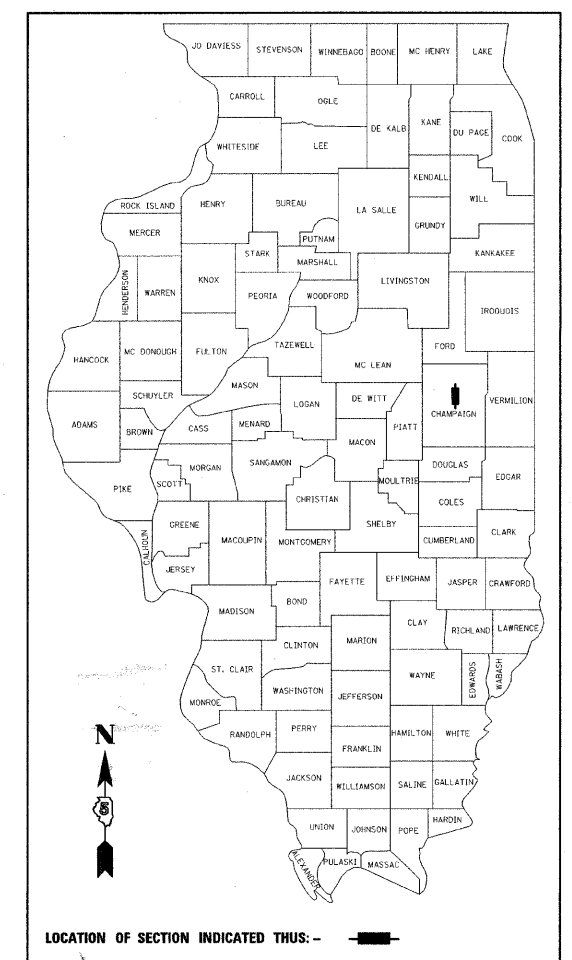 JO DAVIESS STEVENSON WINNEBAGO BOONE MC HENRY LAKE
CARROLL OGLE
DE KALB KANE DU PAGE COOK
WHITESIDE LEE
KENDALL
WILL
ROCK ISLAND HENRY BUREAU LA SALLE
GRUNDY
MERCER
PUTNAM
STARK MARSHALL KANKAKEE
HENDERSON WARREN KNOX PEORIA WOODFORD LIVINGSTON
IROQUOIS
HANCOCK MC DONOUGH FULTON TAZEWELL FORD
MC LEAN
MASON
SCHUYLER DE WITT
LOGAN CHAMPAIGN VERMILION
ADAMS BROWN CASS MENARD PIATT
MACON
MORGAN SANGAMON DOUGLAS
EDGAR
PIKE SCOTT CHRISTIAN MOULTRIE COLES
GREENE SHELBY
CALHOUN MACOUPIN MONTGOMERY CUMBERLAND CLARK
JERSEY
FAYETTE EFFINGHAM JASPER CRAWFORD
MADISON BOND
CLAY RICHLAND LAWRENCE
CLINTON MARION
ST. CLAIR WAYNE EDWARDS WABASH
WASHINGTON JEFFERSON
MONROE
RANDOLPH PERRY HAMILTON WHITE
N
FRANKLIN
JACKSON WILLIAMSON SALINE GALLATIN
5
UNION JOHNSON POPE HARDIN
ALEXANDER PULASKI MASSAC
LOCATION OF SECTION INDICATED THUS: -